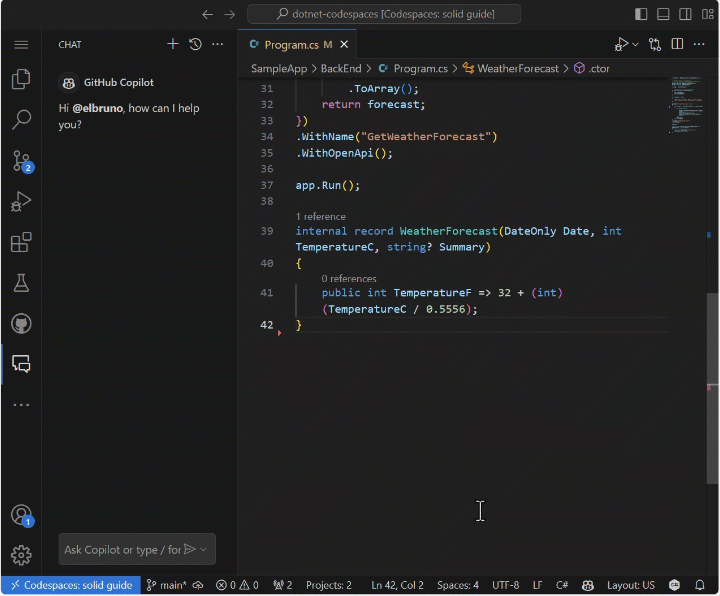 dotnet-codespaces [Codespaces: solid guide]
CHAT
Program.cs M
SampleApp > BackEnd > Program.cs > WeatherForecast > .ctor
GitHub Copilot
Hi @elbruno, how can I help
you?
31 .ToArray();
32 return forecast;
33 })
34 .WithName("GetWeatherForecast")
35 .WithOpenApi();
36
37 app.Run();
38
1 reference
39 internal record WeatherForecast(DateOnly Date, int
TemperatureC, string? Summary)
40 {
0 references
41 public int TemperatureF => 32 + (int)
(TemperatureC / 0.5556);
42 }
2
1
Ask Copilot or type / for
Codespaces: solid guide main* 0 0 2 Projects: 2 Ln 42, Col 2 Spaces: 4 UTF-8 LF C# Layout: US